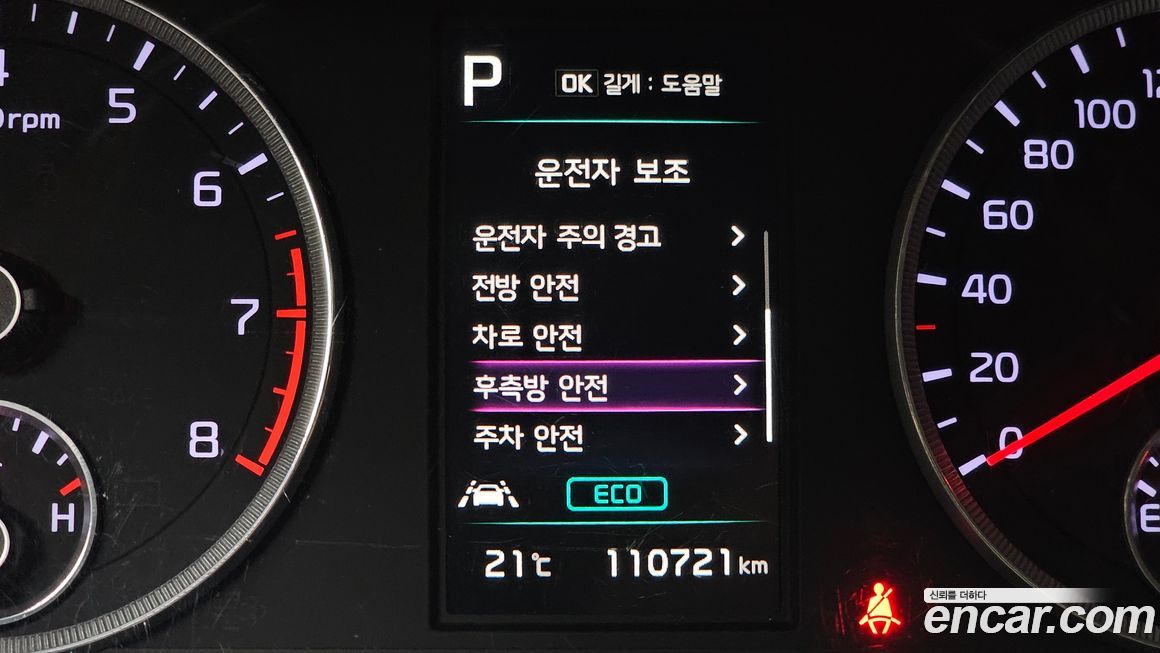 P
OK 길게 : 도움말
운전자 보조
운전자 주의 경고
전방 안전
차로 안전
후측방 안전
주차 안전
ECO
21℃ 110721km
rpm
5
6
7
8
H
100
80
60
40
20
0
E
신뢰를 더하다
encar.com